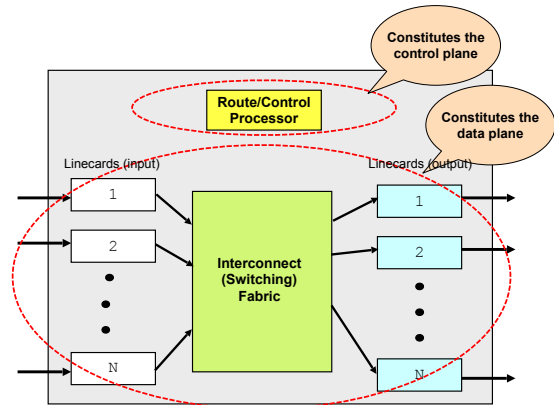 Constitutes the
control plane
Route/Control
Processor
Constitutes the
data plane
Linecards (input)
Linecards (output)
1
1
2
2
Interconnect
(Switching)
Fabric
N
N